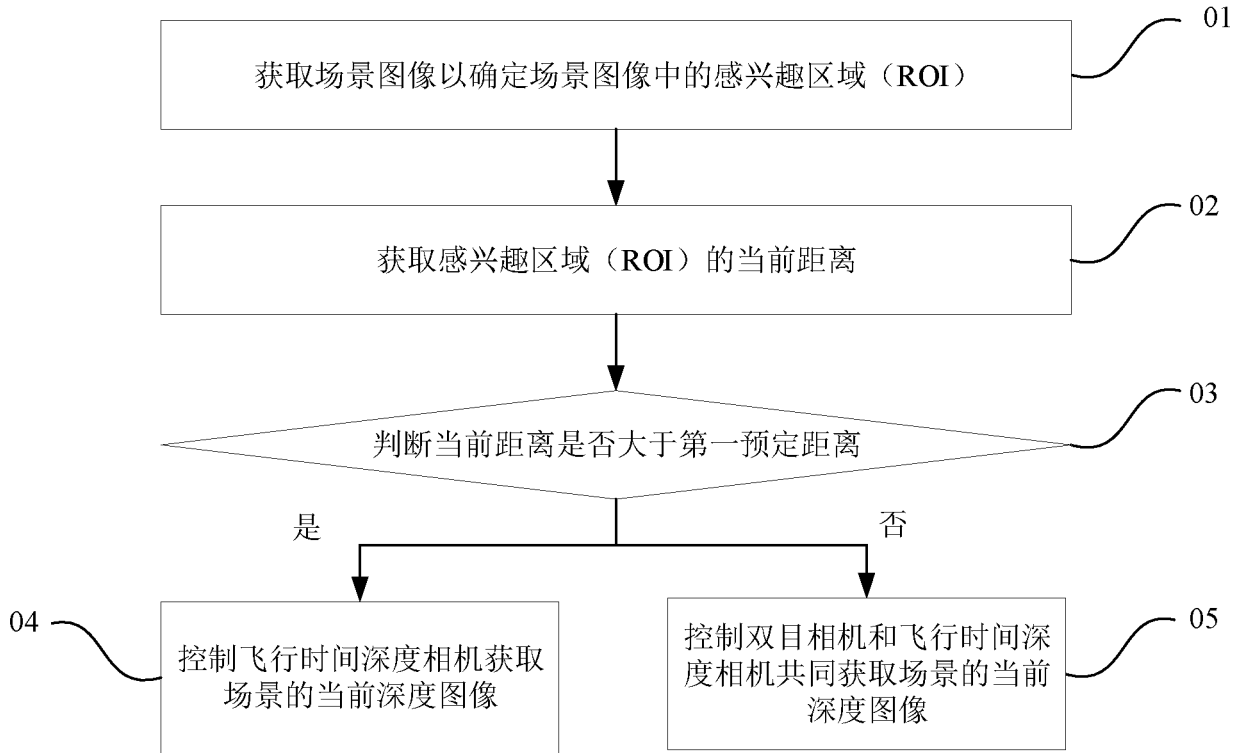 01
获取场景图像以确定场景图像中的感兴趣区域（ROI）
02
获取感兴趣区域（ROI）的当前距离
03
判断当前距离是否大于第一预定距离
是
否
04
控制飞行时间深度相机获取
场景的当前深度图像
05
控制双目相机和飞行时间深
度相机共同获取场景的当前
深度图像